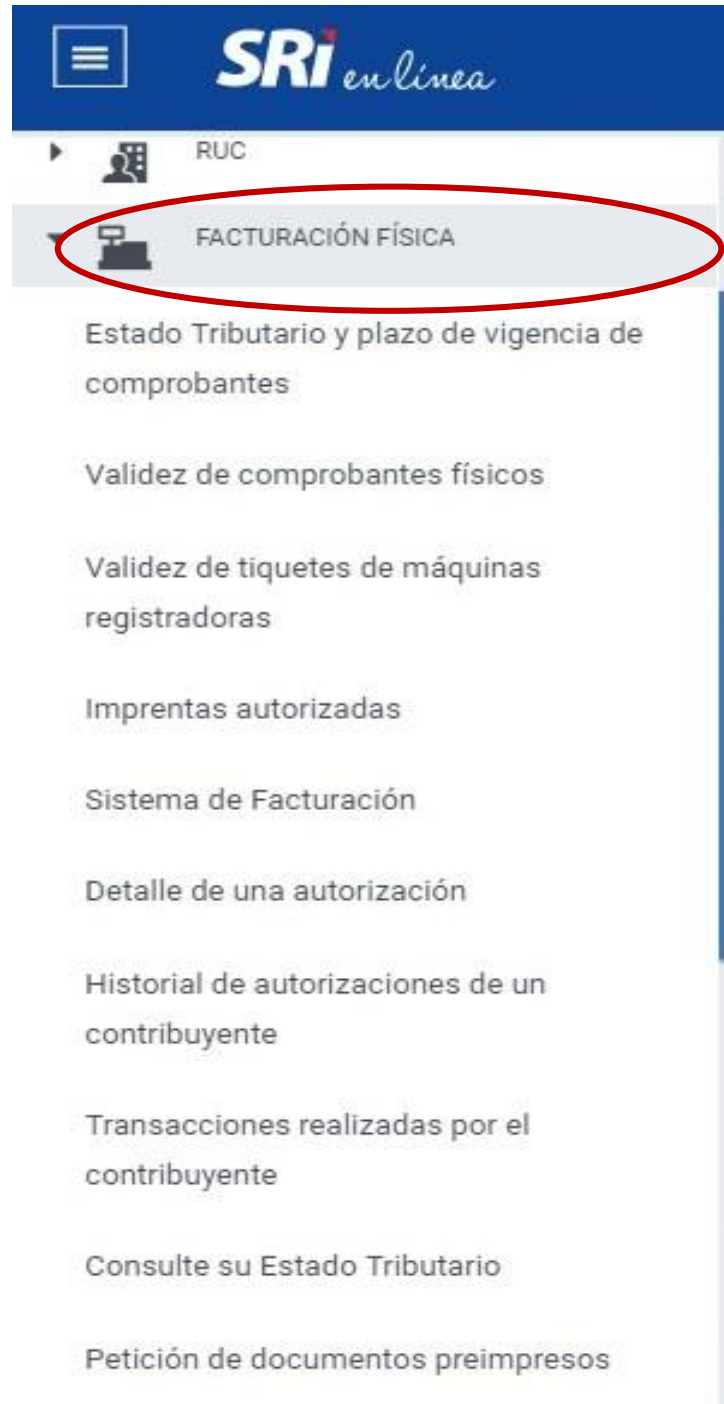 SRi en línea
RUC
FACTURACIÓN FÍSICA
Estado Tributario y plazo de vigencia de
comprobantes
Validez de comprobantes físicos
Validez de tiquetes de máquinas
registradoras
Imprentas autorizadas
Sistema de Facturación
Detalle de una autorización
Historial de autorizaciones de un
contribuyente
Transacciones realizadas por el
contribuyente
Consulte su Estado Tributario
Petición de documentos preimpresos